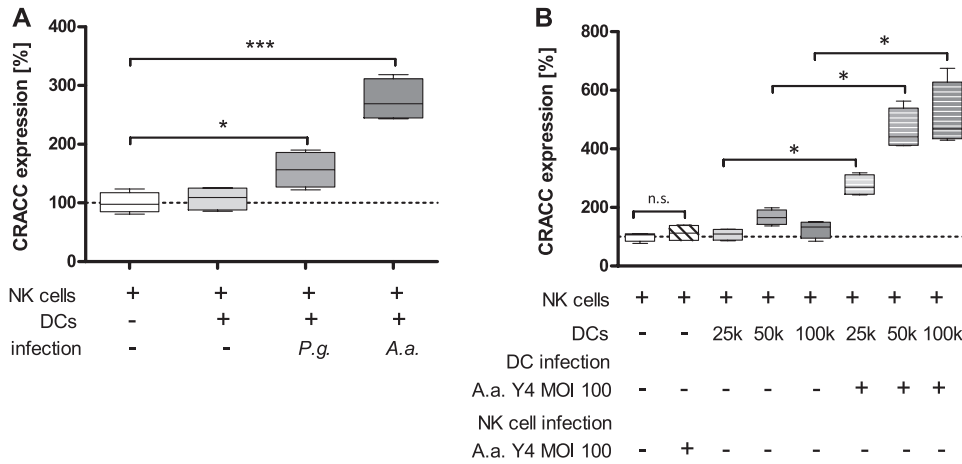 A
CRACC expression [%]
400
300
200
100
0
***
*
NK cells + + + +
DCs - + + +
infection - - P.g. A.a.
B
CRACC expression [%]
800
600
400
200
0
n.s.
*
*
*
NK cells + + + + + + + +
DCs - - 25k 50k 100k 25k 50k 100k
DC infection
A.a. Y4 MOI 100 - - - - - + + +
NK cell infection
A.a. Y4 MOI 100 - + - - - - - -